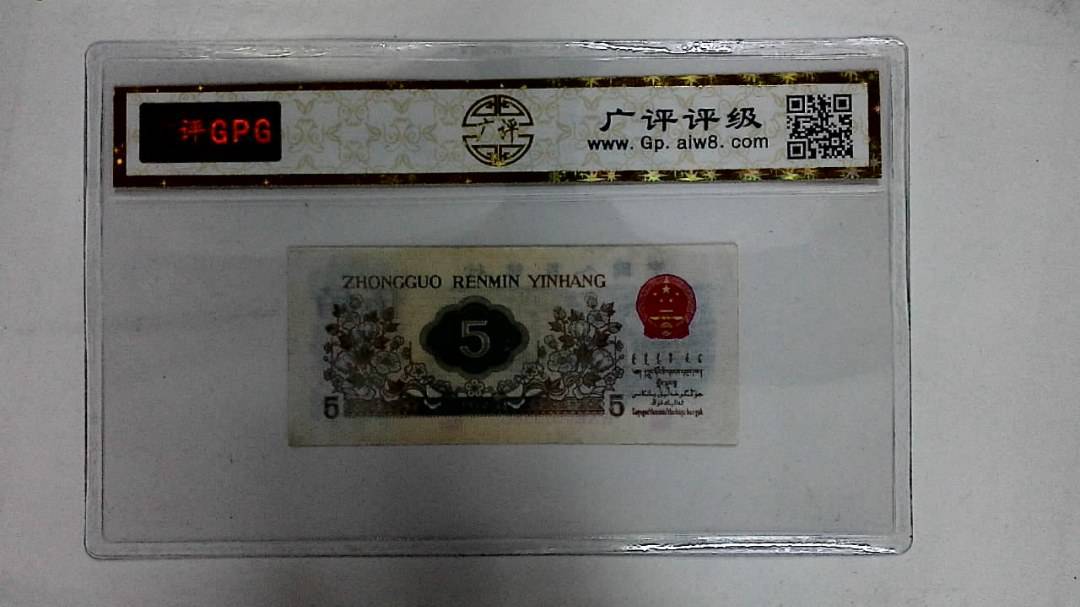 评GPG
广评
广评评级
www.Gp.aiw8.com
ZHONGGUO RENMIN YINHANG
5
5
5